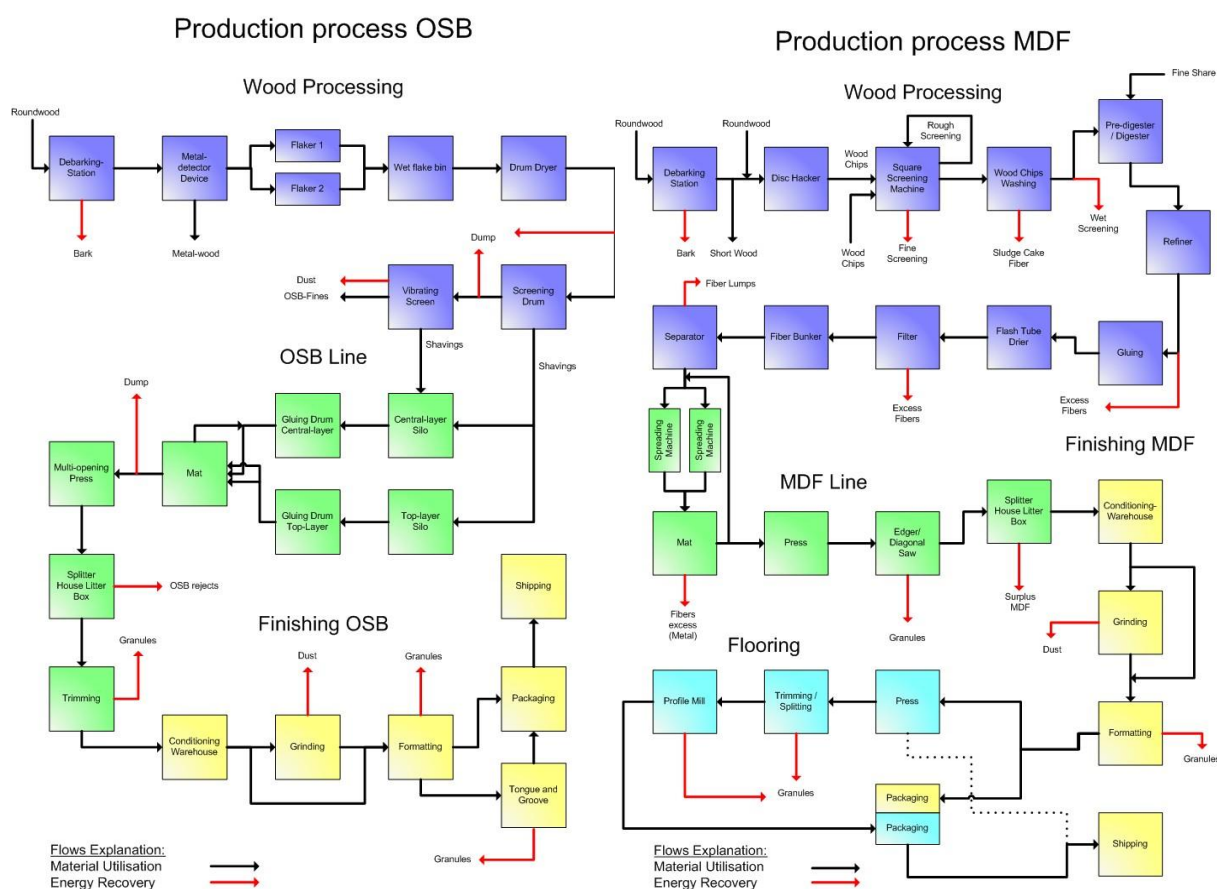 Production process OSB
Wood Processing
Roundwood
Debarking-
Station
Metal-
detector
Device
Flaker 1
Flaker 2
Wet flake bin
Drum Dryer
Bark
Metal-wood
Dump
Dust
OSB-Fines
Vibrating
Screen
Screening
Drum
Shavings
Shavings
OSB Line
Dump
Gluing Drum
Central-layer
Central-layer
Silo
Multi-opening
Press
Mat
Gluing Drum
Top-Layer
Top-layer
Silo
Splitter
House Litter
Box
OSB rejects
Shipping
Finishing OSB
Granules
Dust
Granules
Trimming
Packaging
Conditioning
Warehouse
Grinding
Formatting
Tongue and
Groove
Granules
Flows Explanation:
Material Utilisation
Energy Recovery
Production process MDF
Wood Processing
Fine Share
Roundwood
Roundwood
Rough
Screening
Pre-digester
/ Digester
Wood
Chips
Debarking
Station
Disc Hacker
Square
Screening
Machine
Wood Chips
Washing
Wet
Screening
Refiner
Bark
Short Wood
Wood
Chips
Fine
Screening
Sludge Cake
Fiber
Fiber Lumps
Separator
Fiber Bunker
Filter
Flash Tube
Drier
Gluing
Excess
Fibers
Excess
Fibers
Spreading
Machine
Spreading
Machine
Finishing MDF
MDF Line
Mat
Press
Edger/
Diagonal
Saw
Splitter
House Litter
Box
Conditioning-
Warehouse
Fibers
excess
(Metal)
Granules
Surplus
MDF
Grinding
Dust
Flooring
Profile Mill
Trimming /
Splitting
Press
Formatting
Granules
Granules
Packaging
Packaging
Shipping
Flows Explanation:
Material Utilisation
Energy Recovery